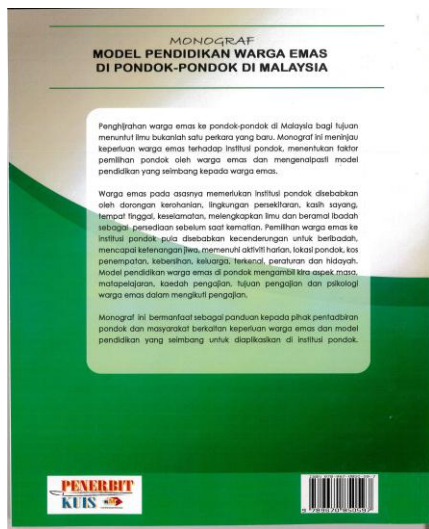 MONOGRAF
MODEL PENDIDIKAN WARGA EMAS
DI PONDOK-PONDOK DI MALAYSIA
Penghijrahan warga emas ke pondok-pondok di Malaysia bagi tujuan
menuntut ilmu bukanlah satu perkara yang baru. Monograf ini meninjau
keperluan warga emas terhadap institusi pondok, menentukan faktor
pemilihan pondok oleh warga emas dan mengenalpasti model
pendidikan yang seimbang kepada warga emas.
Warga emas pada asasnya memerlukan institusi pondok disebabkan
oleh dorongan kerohanian, lingkungan persekitaran, kasih sayang,
tempat tinggal, keselamatan, melengkapkan ilmu dan beramal ibadah
sebagai persediaan sebelum saat kematian. Pemilihan warga emas ke
institusi pondok pula disebabkan kecenderungan untuk beribadah,
mencapai ketenangan jiwa, memenuhi aktiviti harian, lokasi pondok, kos
penempatan, kebersihan, keluarga, terkenal, peraturan dan hidayah.
Model pendidikan warga emas di pondok mengambil kira aspek masa,
matapelajaran, kaedah pengajian, tujuan pengajian dan psikologi
warga emas dalam mengikuti pengajian.
Monograf ini bermanfaat sebagai panduan kepada pihak pentadbiran
pondok dan masyarakat berkaitan keperluan warga emas dan model
pendidikan yang seimbang untuk diaplikasikan di institusi pondok.
PENERBIT
KUIS